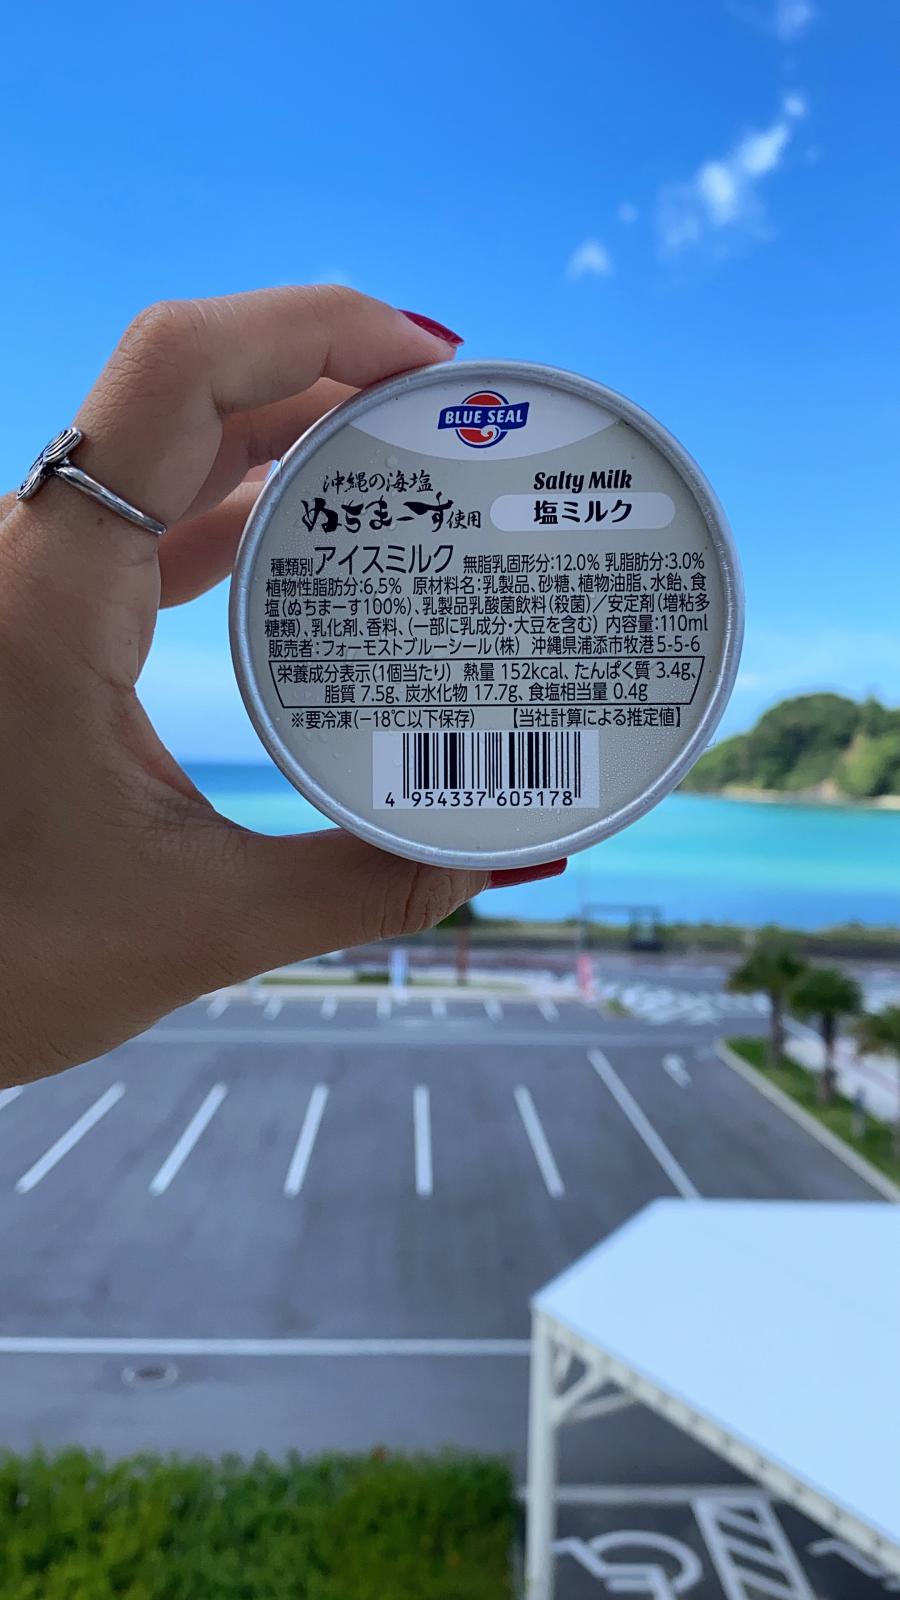 BLUE SEAL
沖縄の海塩
ぬちまーす使用
Salty Milk
塩ミルク
種類別アイスミルク 無脂乳固形分:12.0% 乳脂肪分:3.0%
植物性脂肪分:6.5% 原材料名:乳製品、砂糖、植物油脂、水飴、食
塩(ぬちまーす100%)、乳製品乳酸菌飲料(殺菌)/安定剤(増粘多
糖類)、乳化剤、香料、(一部に乳成分・大豆を含む) 内容量:110ml
販売者:フォーモストブルーシール(株) 沖縄県浦添市牧港5-5-6
栄養成分表示(1個当たり) 熱量 152kcal、たんぱく質 3.4g、
脂質 7.5g、炭水化物 17.7g、食塩相当量 0.4g
※要冷凍(−18℃以下保存) 【当社計算による推定値】
4 954337 605178